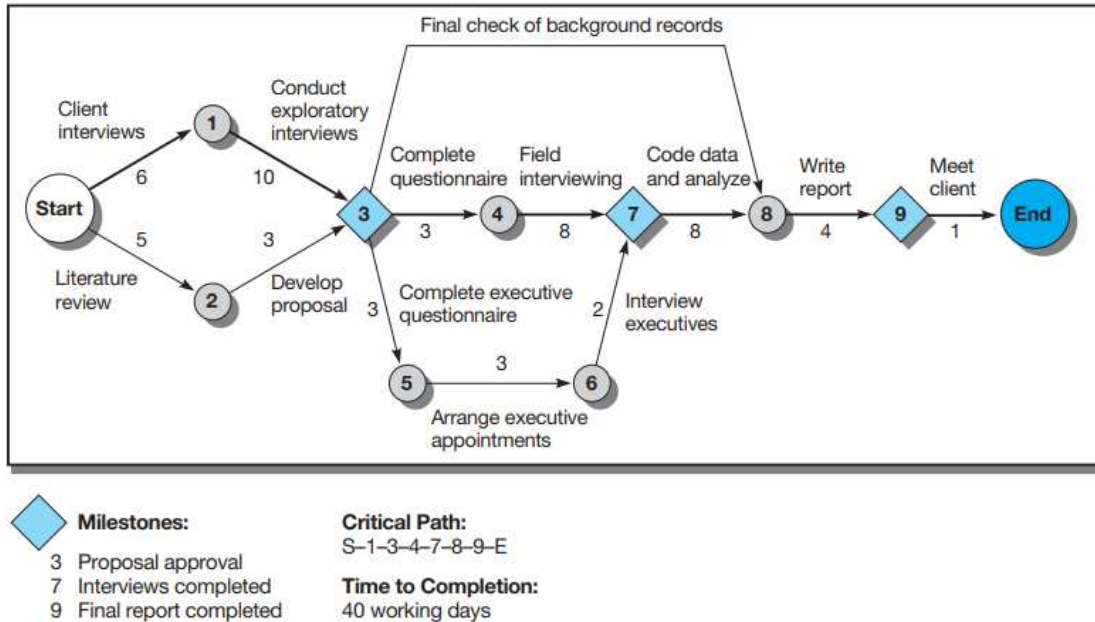 Final check of background records
Conduct
exploratory
interviews
Client
interviews
1
6
10
Complete
questionnaire
Field
interviewing
Code data
and analyze
Write
report
Meet
client
Start
3
4
7
8
9
End
3
8
8
4
1
5
3
Literature
review
2
Develop
proposal
3
Complete executive
questionnaire
2
Interview
executives
5
3
6
Arrange executive
appointments
Milestones:
3 Proposal approval
7 Interviews completed
9 Final report completed
Critical Path:
S–1–3–4–7–8–9–E
Time to Completion:
40 working days